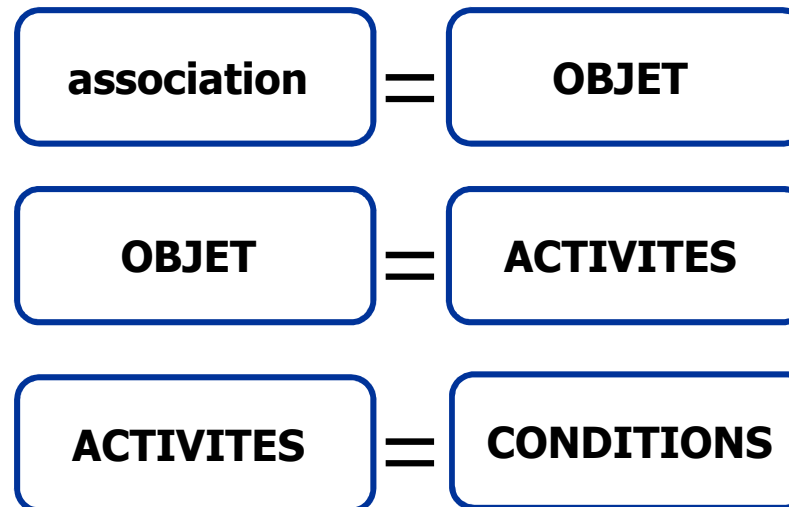 association = OBJET
OBJET = ACTIVITES
ACTIVITES = CONDITIONS